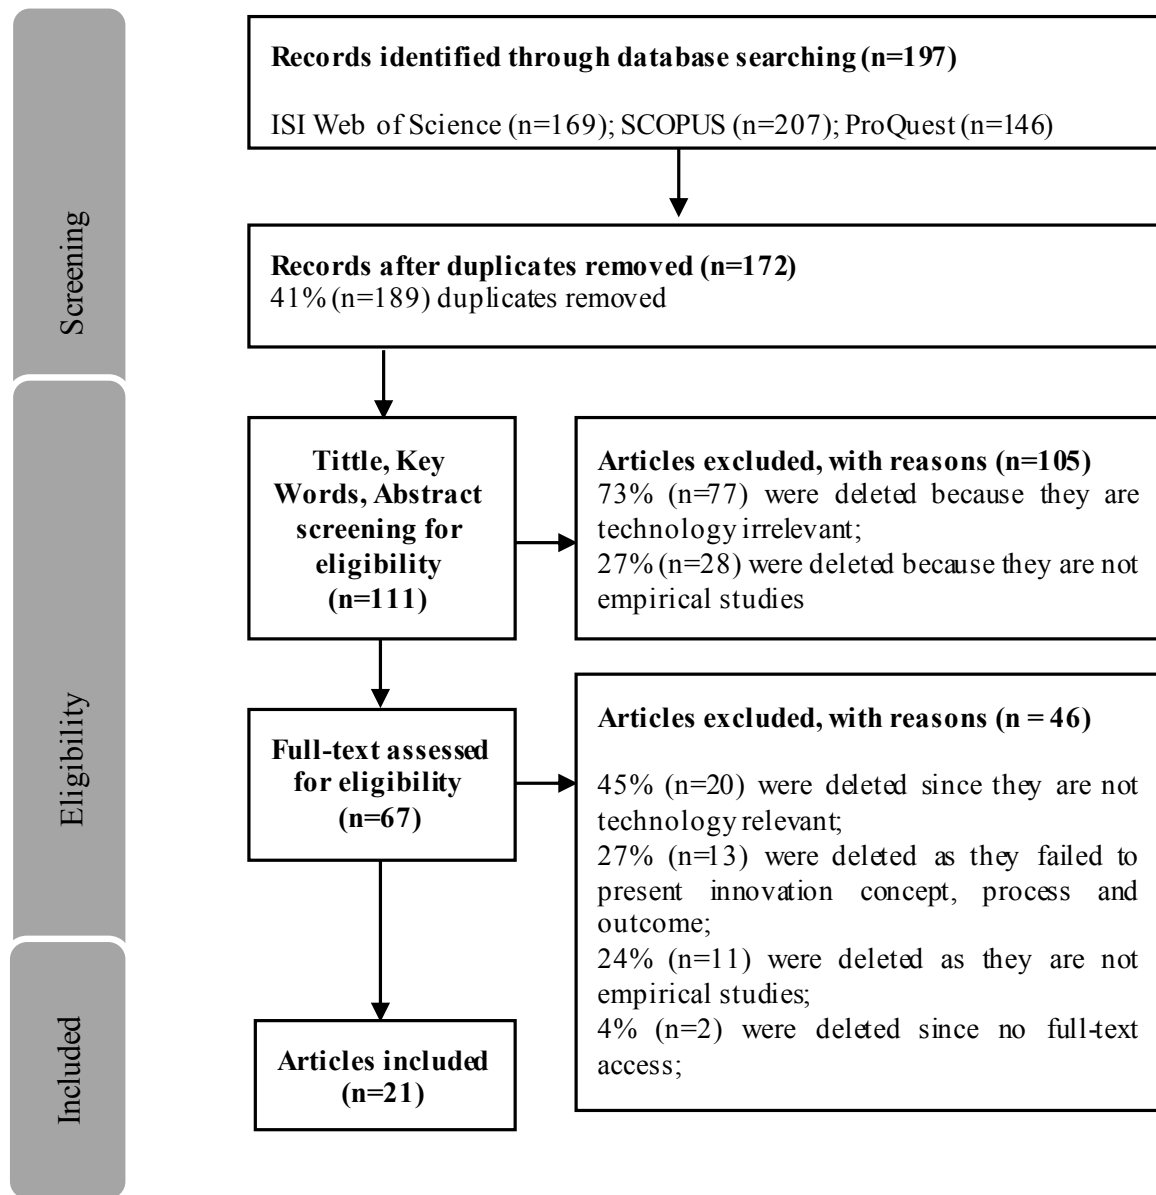 Screening
Records identified through database searching (n=197)
ISI Web of Science (n=169); SCOPUS (n=207); ProQuest (n=146)
Records after duplicates removed (n=172)
41% (n=189) duplicates removed
Eligibility
Tittle, Key
Words, Abstract
screening for
eligibility
(n=111)
Articles excluded, with reasons (n=105)
73% (n=77) were deleted because they are
technology irrelevant;
27% (n=28) were deleted because they are not
empirical studies
Full-text assessed
for eligibility
(n=67)
Articles excluded, with reasons (n = 46)
45% (n=20) were deleted since they are not
technology relevant;
27% (n=13) were deleted as they failed to
present innovation concept, process and
outcome;
24% (n=11) were deleted as they are not
empirical studies;
4% (n=2) were deleted since no full-text
access;
Included
Articles included
(n=21)